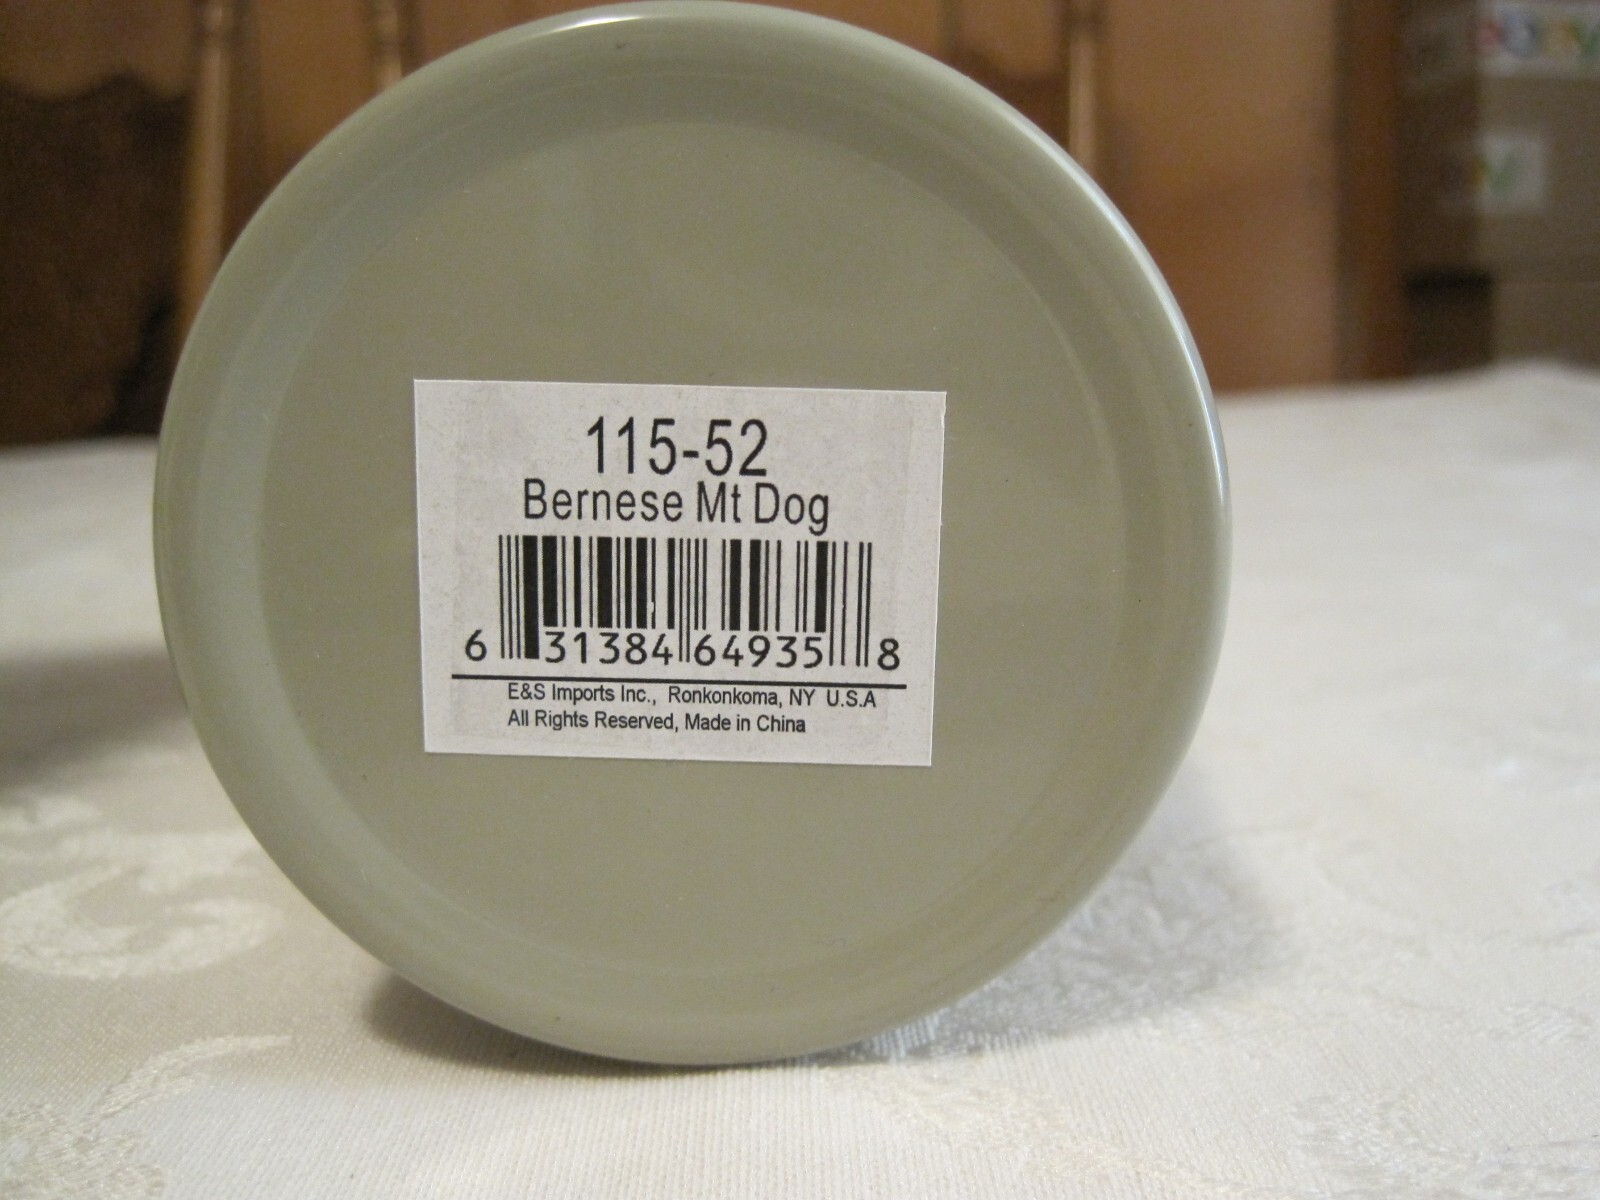 115-52
Bernese Mt Dog
6 31384 64935 8
E&S Imports Inc., Ronkonkoma, NY U.S.A
All Rights Reserved, Made in China